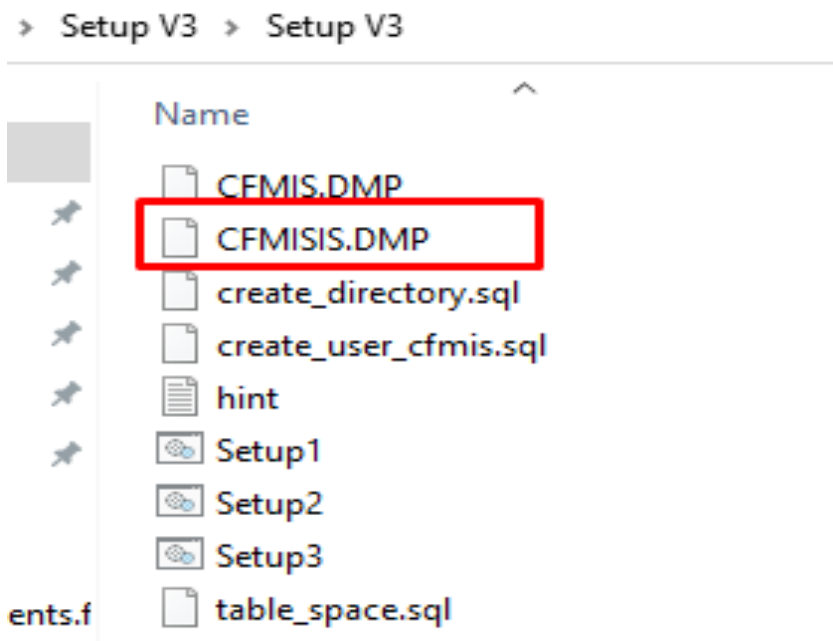 > Setup V3 > Setup V3
Name
CFMIS.DMP
CFMISIS.DMP
create_directory.sql
create_user_cfmis.sql
hint
Setup1
Setup2
Setup3
ents.f table_space.sql